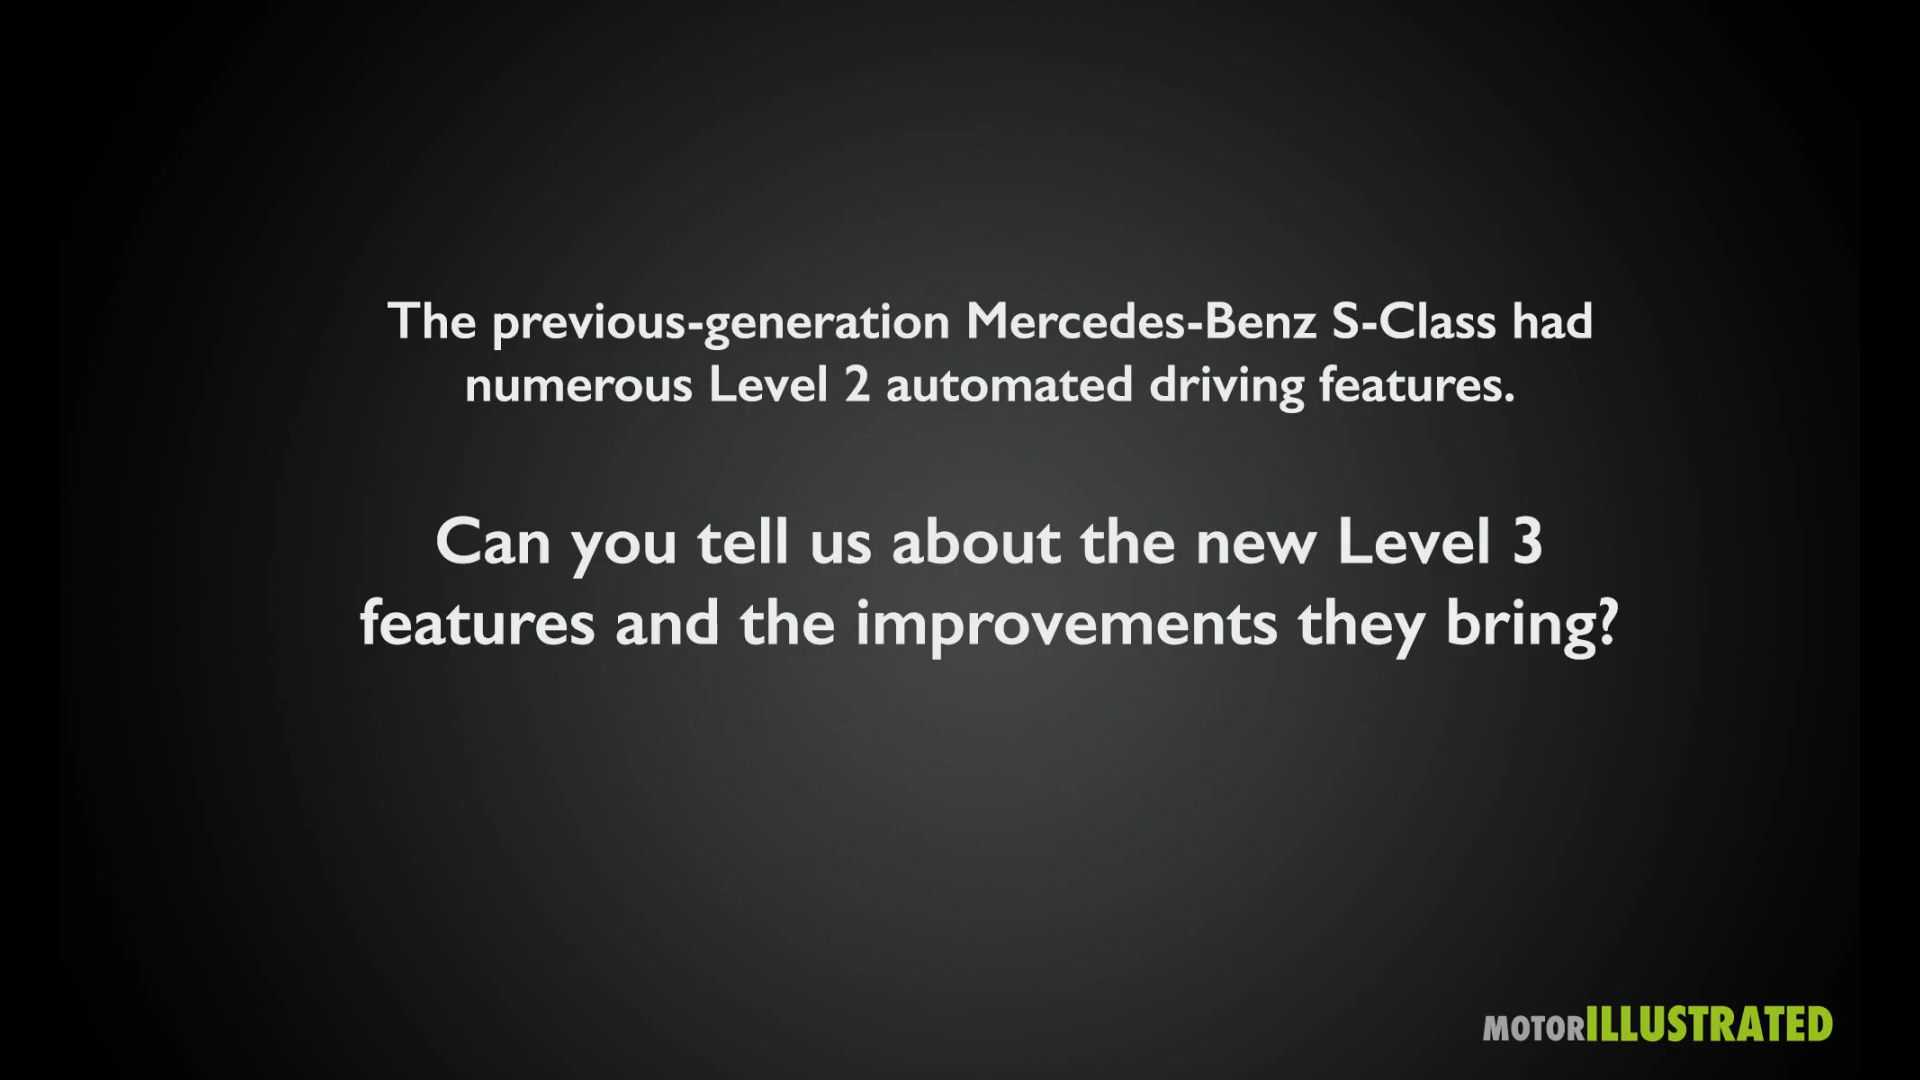 The previous-generation Mercedes-Benz S-Class had
numerous Level 2 automated driving features.
Can you tell us about the new Level 3
features and the improvements they bring?
MOTORILLUSTRATED